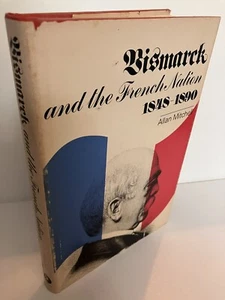 Bismarck
and the French Nation
1848-1890
Allan Mitchell
Bismarck and the French Nation